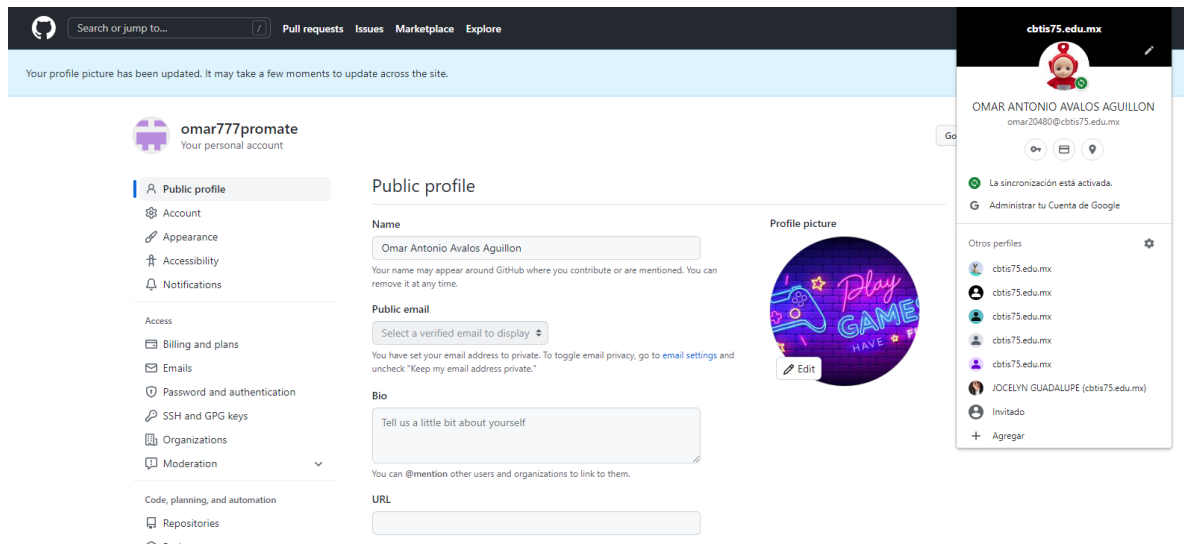 Search or jump to...
/
Pull requests
Issues
Marketplace
Explore
Your profile picture has been updated. It may take a few moments to update across the site.
omar777promate
Your personal account
Go
Public profile
Account
Appearance
Accessibility
Notifications
Access
Billing and plans
Emails
Password and authentication
SSH and GPG keys
Organizations
Moderation
Code, planning, and automation
Repositories
Public profile
Name
Omar Antonio Avalos Aguillon
Your name may appear around GitHub where you contribute or are mentioned. You can
remove it at any time.
Public email
Select a verified email to display
You have set your email address to private. To toggle email privacy, go to email settings and
uncheck "Keep my email address private."
Bio
Tell us a little bit about yourself
You can @mention other users and organizations to link to them.
URL
Profile picture
Play
GAMES
HAVE
Edit
cbtis75.edu.mx
OMAR ANTONIO AVALOS AGUILLON
omar20480@cbtis75.edu.mx
La sincronización está activada.
G
Administrar tu Cuenta de Google
Otros perfiles
cbtis75.edu.mx
cbtis75.edu.mx
cbtis75.edu.mx
cbtis75.edu.mx
cbtis75.edu.mx
JOCELYN GUADALUPE (cbtis75.edu.mx)
Invitado
Agregar